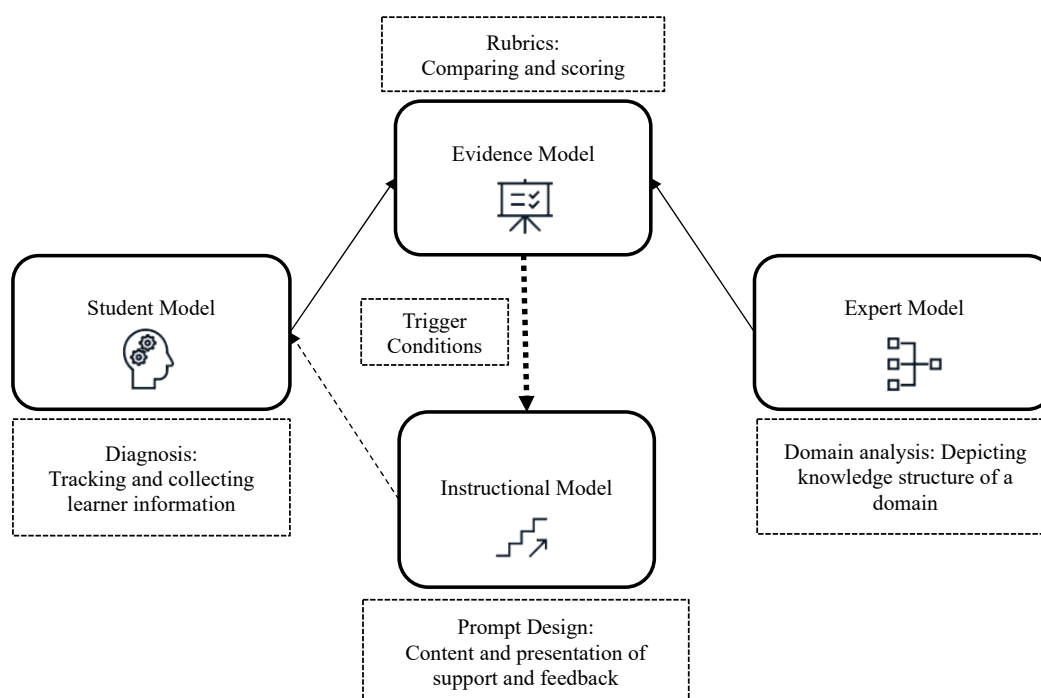 Rubrics:
Comparing and scoring
Evidence Model
Student Model
Trigger
Conditions
Expert Model
Diagnosis:
Tracking and collecting
learner information
Instructional Model
Domain analysis: Depicting
knowledge structure of a
domain
Prompt Design:
Content and presentation of
support and feedback